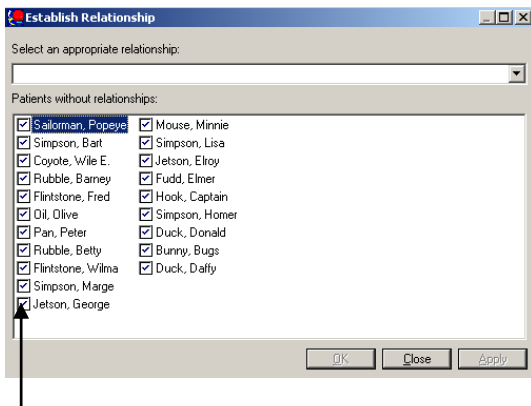 Establish Relationship
Select an appropriate relationship:
Patients without relationships:
Sailorman, Popeye
Simpson, Bart
Coyote, Wile E.
Rubble, Barney
Flintstone, Fred
Oil, Olive
Pan, Peter
Rubble, Betty
Flintstone, Wilma
Simpson, Marge
Jetson, George
Mouse, Minnie
Simpson, Lisa
Jetson, Elroy
Fudd, Elmer
Hook, Captain
Simpson, Homer
Duck, Donald
Bunny, Bugs
Duck, Daffy
OK Close Apply